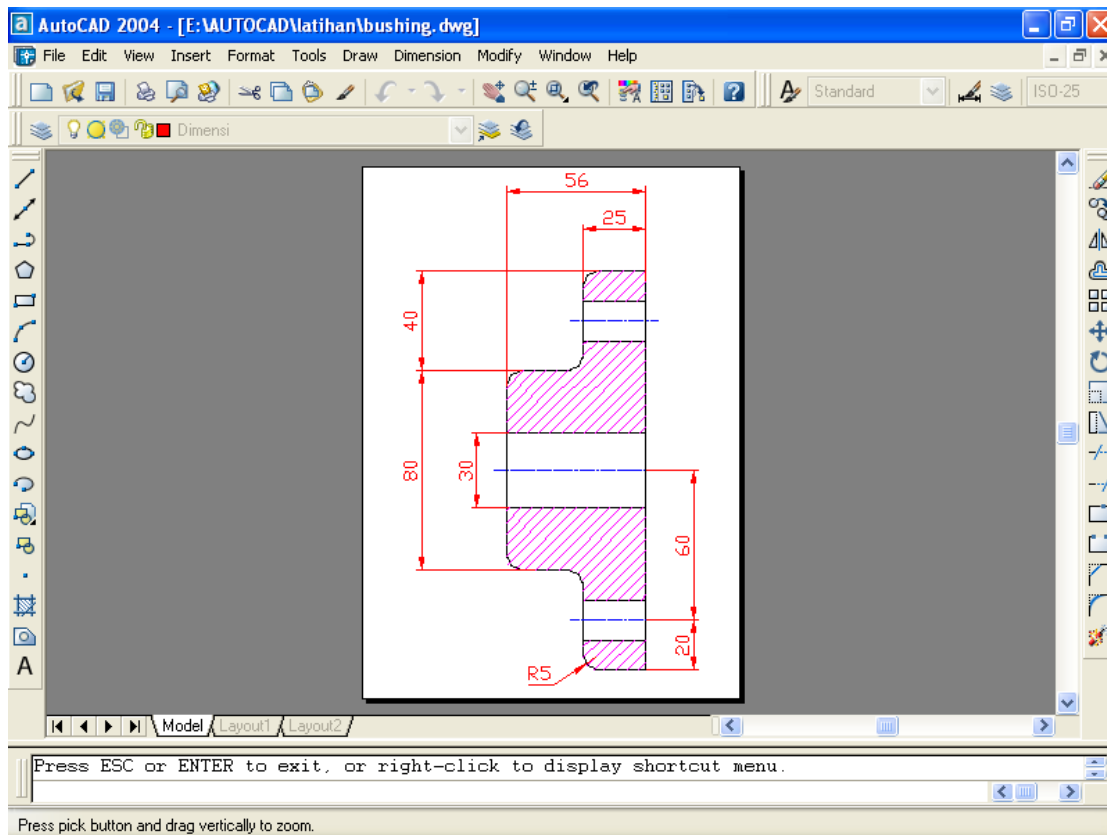 AutoCAD 2004 - [E:\AUTOCAD\latihan\bushing.dwg]
File Edit View Insert Format Tools Draw Dimension Modify Window Help
Standard ISO-25
Dimensi
56
25
40
80
30
60
20
R5
A
Model Layout1 Layout2
Press ESC or ENTER to exit, or right-click to display shortcut menu.
Press pick button and drag vertically to zoom.